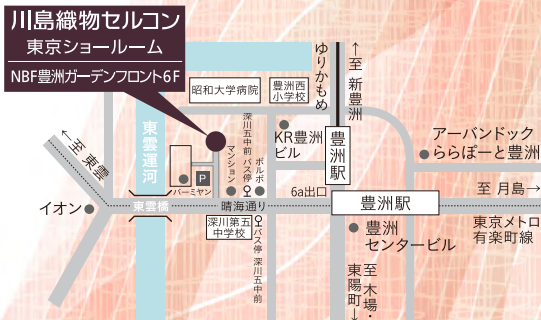 川島織物セルコン
東京ショールーム
NBF豊洲ガーデンフロント6F
昭和大学病院
豊洲西
小学校
ゆりかもめ
←至 新豊洲
←至 東雲
東雲運河
P
バーミヤン
マンション
深川五中前 バス停
ボルボ
KR豊洲
ビル
豊洲駅
アーバンドック
ららぽーと豊洲
6a出口
至 月島→
イオン
東雲橋
晴海通り
豊洲駅
東京メトロ
有楽町線
深川第五
中学校
バス停 深川五中前
豊洲
センタービル
至 木場・
東陽町→